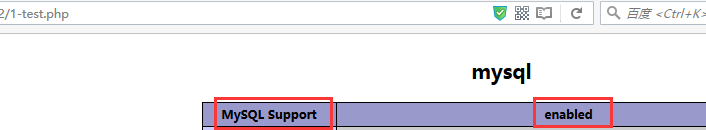 2/1-test.php
百度 <Ctrl+K>
mysql
MySQL Support enabled